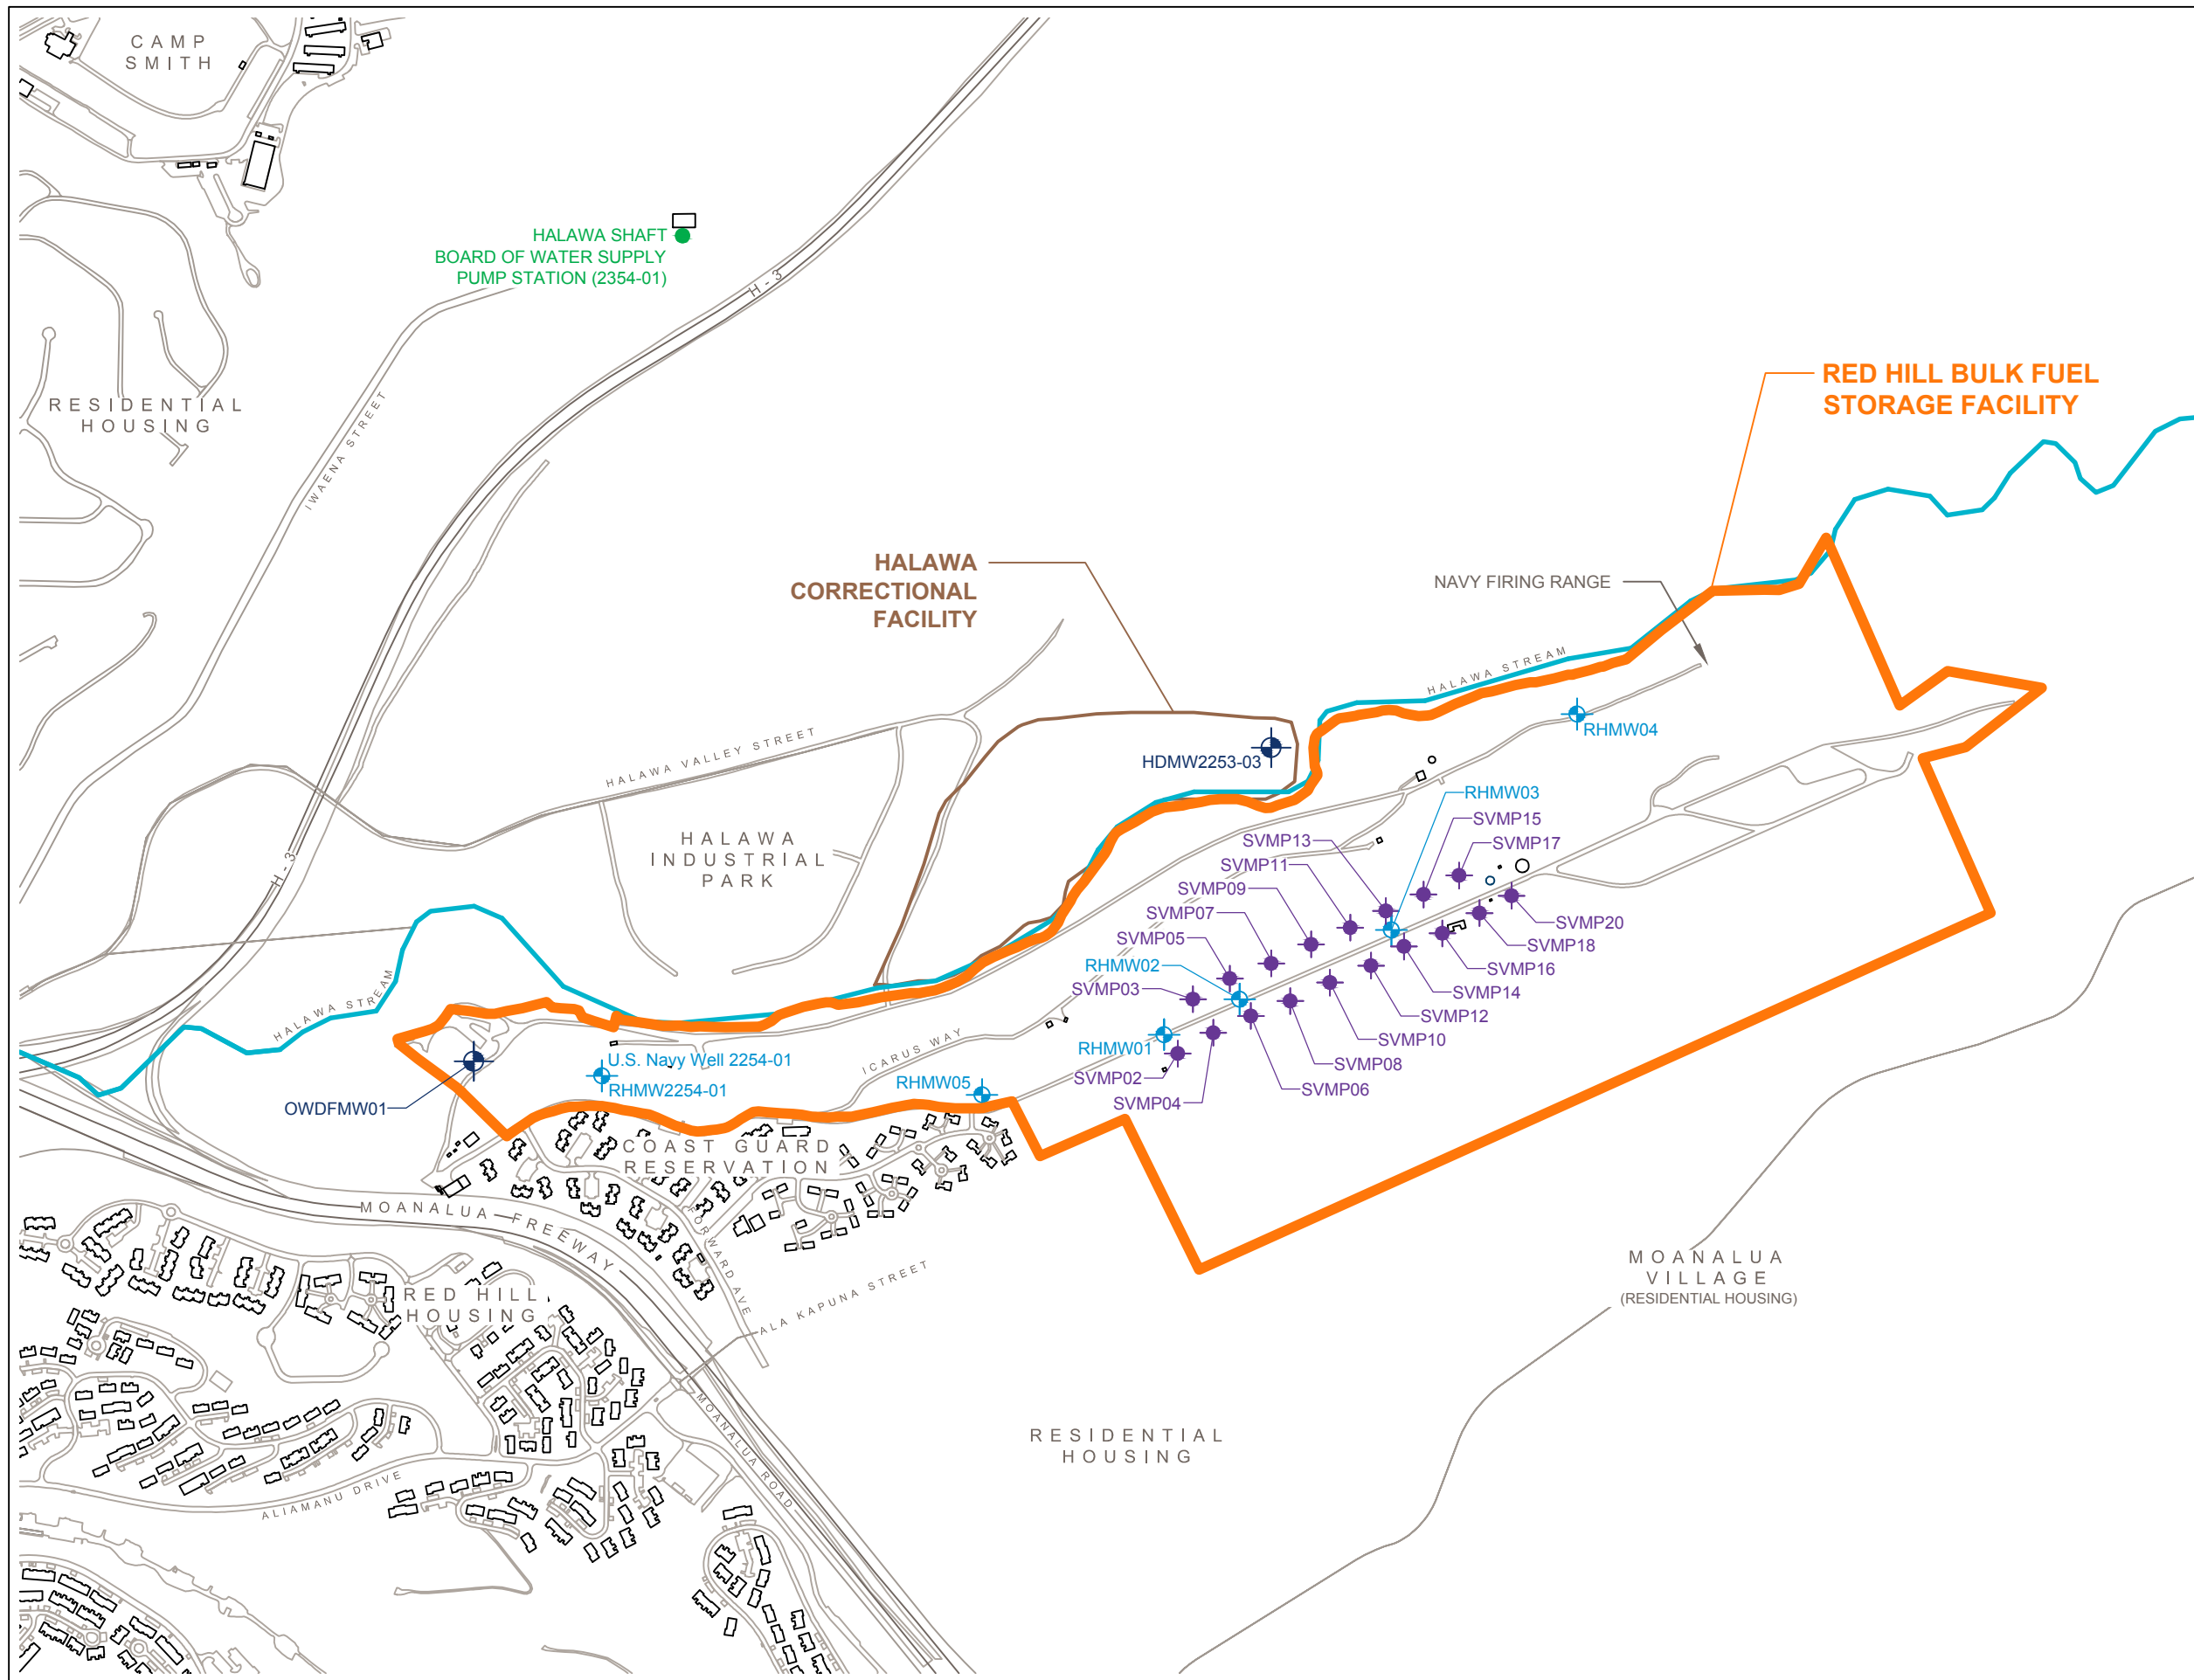 CAMP
SMITH
HALAWA SHAFT
BOARD OF WATER SUPPLY
PUMP STATION (2354-01)
H - 3
RED HILL BULK FUEL
STORAGE FACILITY
RESIDENTIAL
HOUSING
IWAENA STREET
HALAWA
CORRECTIONAL
FACILITY
NAVY FIRING RANGE
HALAWA STREAM
RHMW04
HALAWA VALLEY STREET
HDMW2253-03
RHMW03
SVMP15
SVMP17
SVMP13
SVMP11
SVMP09
SVMP07
SVMP05
RHMW02
SVMP03
HALAWA
INDUSTRIAL
PARK
H - 3
SVMP20
SVMP18
SVMP16
SVMP14
SVMP12
SVMP10
SVMP08
SVMP06
HALAWA STREAM
ICARUS WAY
RHMW01
SVMP02
SVMP04
U.S. Navy Well 2254-01
RHMW2254-01
RHMW05
OWDFMW01
COAST GUARD
RESERVATION
MOANALUA FREEWAY
FORWARD AVE
ALA KAPUNA STREET
MOANALUA
VILLAGE
(RESIDENTIAL HOUSING)
RED HILL
HOUSING
MOANALUA ROAD
RESIDENTIAL
HOUSING
ALIAMANU DRIVE